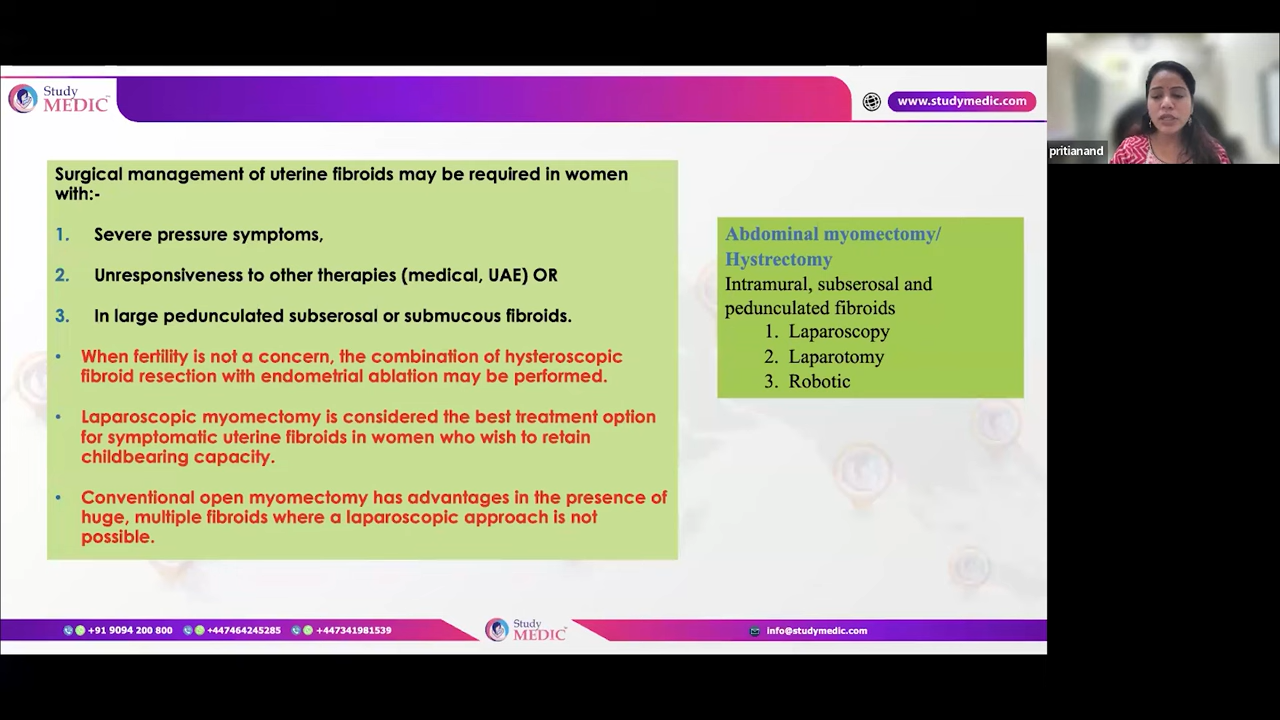 Study
MEDIC
www.studymedic.com
pritianand
Surgical management of uterine fibroids may be required in women
with:-
1. Severe pressure symptoms,
2. Unresponsiveness to other therapies (medical, UAE) OR
3. In large pedunculated subserosal or submucous fibroids.
• When fertility is not a concern, the combination of hysteroscopic
fibroid resection with endometrial ablation may be performed.
• Laparoscopic myomectomy is considered the best treatment option
for symptomatic uterine fibroids in women who wish to retain
childbearing capacity.
• Conventional open myomectomy has advantages in the presence of
huge, multiple fibroids where a laparoscopic approach is not
possible.
Abdominal myomectomy/
Hystrectomy
Intramural, subserosal and
pedunculated fibroids
1. Laparoscopy
2. Laparotomy
3. Robotic
+91 9094 200 800 +447464245285 +447341981539
Study
MEDIC
info@studymedic.com